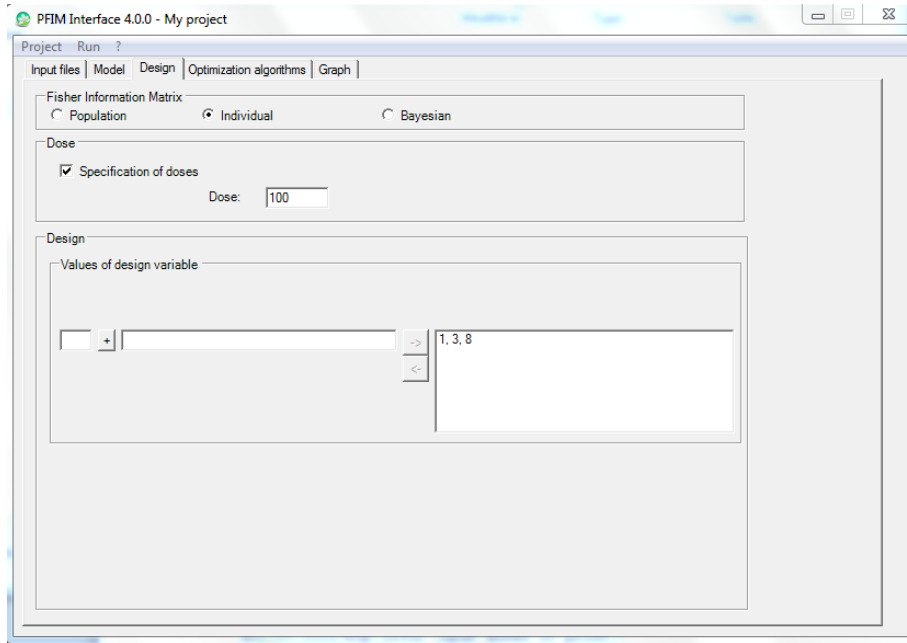 PFIM Interface 4.0.0 - My project
Project Run ?
Input files Model Design Optimization algorithms Graph
Fisher Information Matrix
Population Individual Bayesian
Dose
Specification of doses
Dose: 100
Design
Values of design variable
+ -> 1, 3, 8
<-